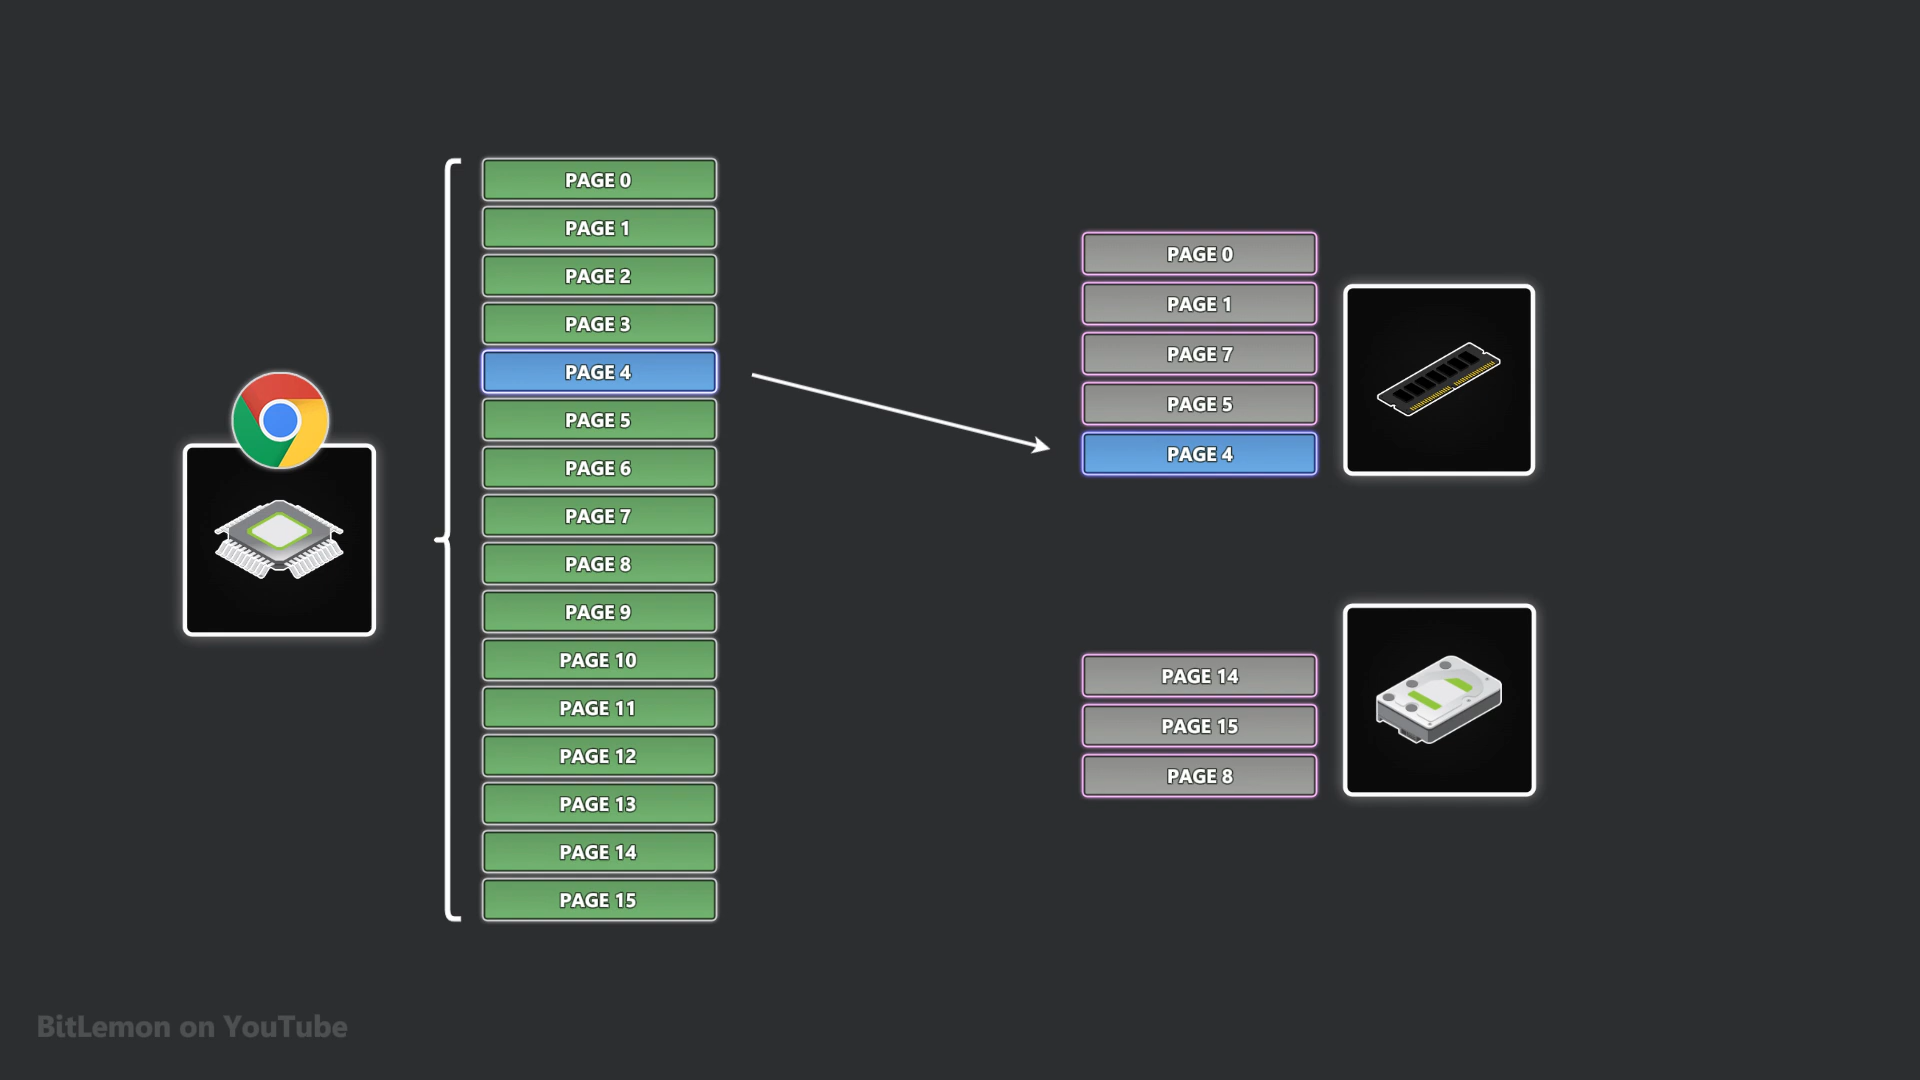 PAGE 0
PAGE 1
PAGE 2
PAGE 3
PAGE 4
PAGE 5
PAGE 6
PAGE 7
PAGE 8
PAGE 9
PAGE 10
PAGE 11
PAGE 12
PAGE 13
PAGE 14
PAGE 15
PAGE 0
PAGE 1
PAGE 7
PAGE 5
PAGE 4
PAGE 14
PAGE 15
PAGE 8
BitLemon on YouTube